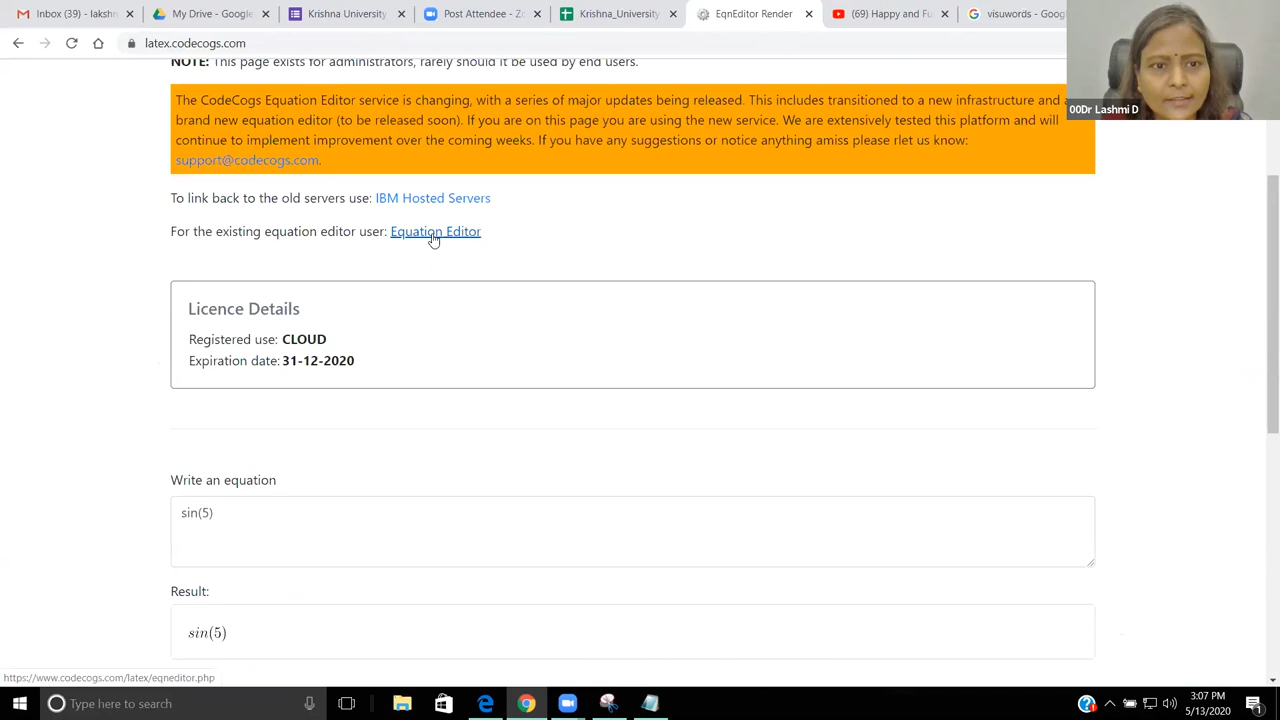 Inbox (39) - lakshm
My Drive - Google D
Krishna University
Post Attendee - Zo
Krishna_University
EqnEditor Render
(69) Happy and Fu
visuwords - Goog
latex.codecogs.com
NOTE: This page exists for administrators, rarely should it be used by end users.
The CodeCogs Equation Editor service is changing, with a series of major updates being released. This includes transitioned to a new infrastructure and
brand new equation editor (to be released soon). If you are on this page you are using the new service. We are extensively tested this platform and will
continue to implement improvement over the coming weeks. If you have any suggestions or notice anything amiss please rlet us know:
support@codecogs.com.
00Dr Lashmi D
To link back to the old servers use: IBM Hosted Servers
For the existing equation editor user: Equation Editor
Licence Details
Registered use: CLOUD
Expiration date: 31-12-2020
Write an equation
sin(5)
Result:
sin(5)
https://www.codecogs.com/latex/eqneditor.php
Type here to search
3:07 PM
5/13/2020
1